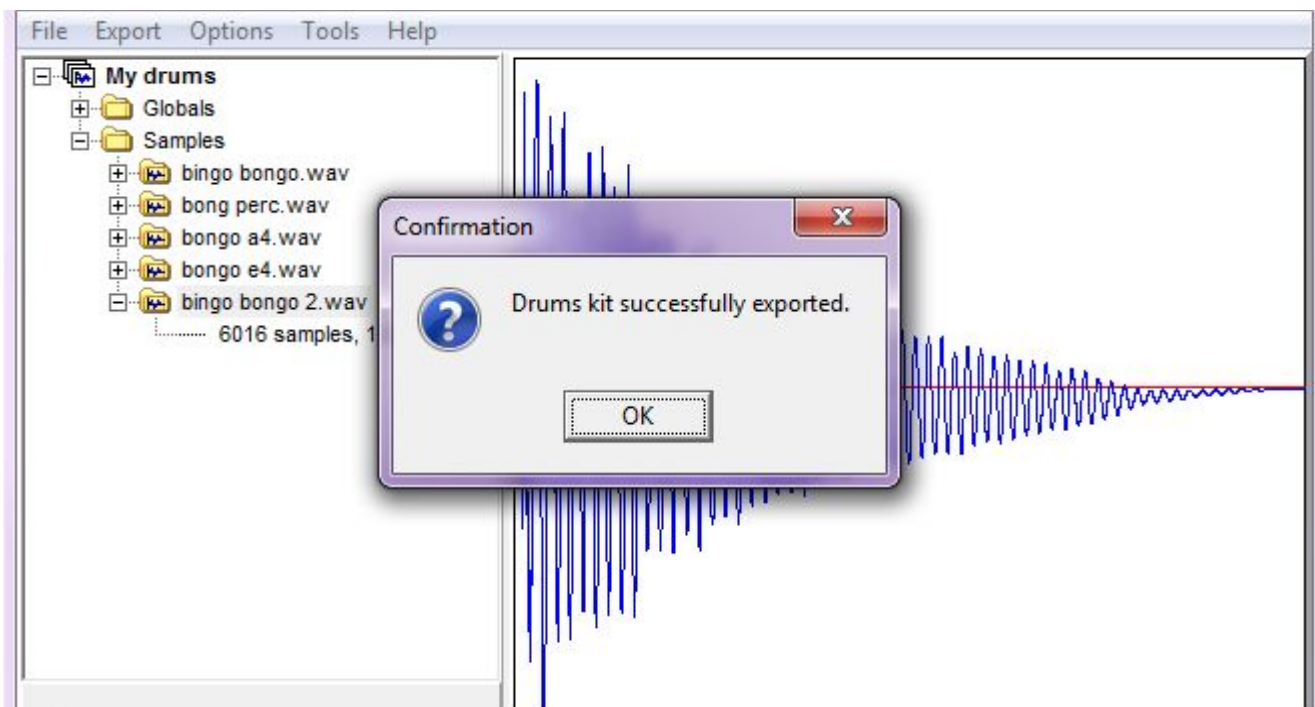 File Export Options Tools Help
My drums
Globals
Samples
bingo bongo.wav
bong perc.wav
bongo a4.wav
bongo e4.wav
bingo bongo 2.wav
6016 samples, 1
Confirmation
Drums kit successfully exported.
OK